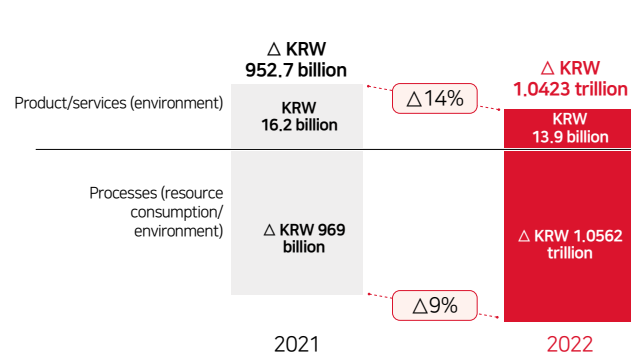 △ KRW
952.7 billion
△ KRW
1.0423 trillion
Product/services (environment)
KRW
16.2 billion
△14%
KRW
13.9 billion
Processes (resource
consumption/
environment)
△ KRW 969
billion
△ KRW 1.0562
trillion
△9%
2021
2022